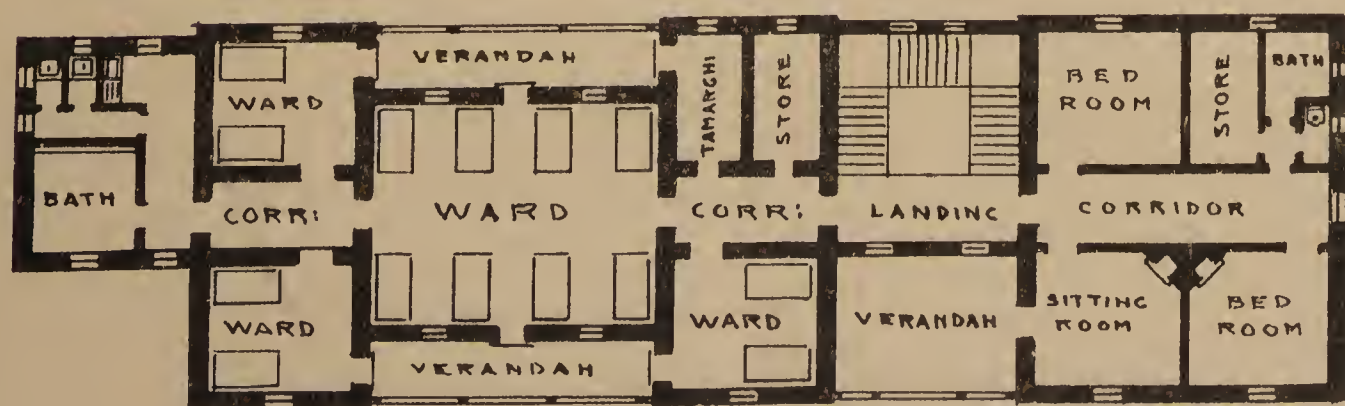 VERANDAH
WARD
TAMARGHI
STORE
BED
ROOM
STORE
BATH
BATH
CORR:
WARD
CORR:
LANDING
CORRIDOR
WARD
VERANDAH
WARD
VERANDAH
SITTING
ROOM
BED
ROOM